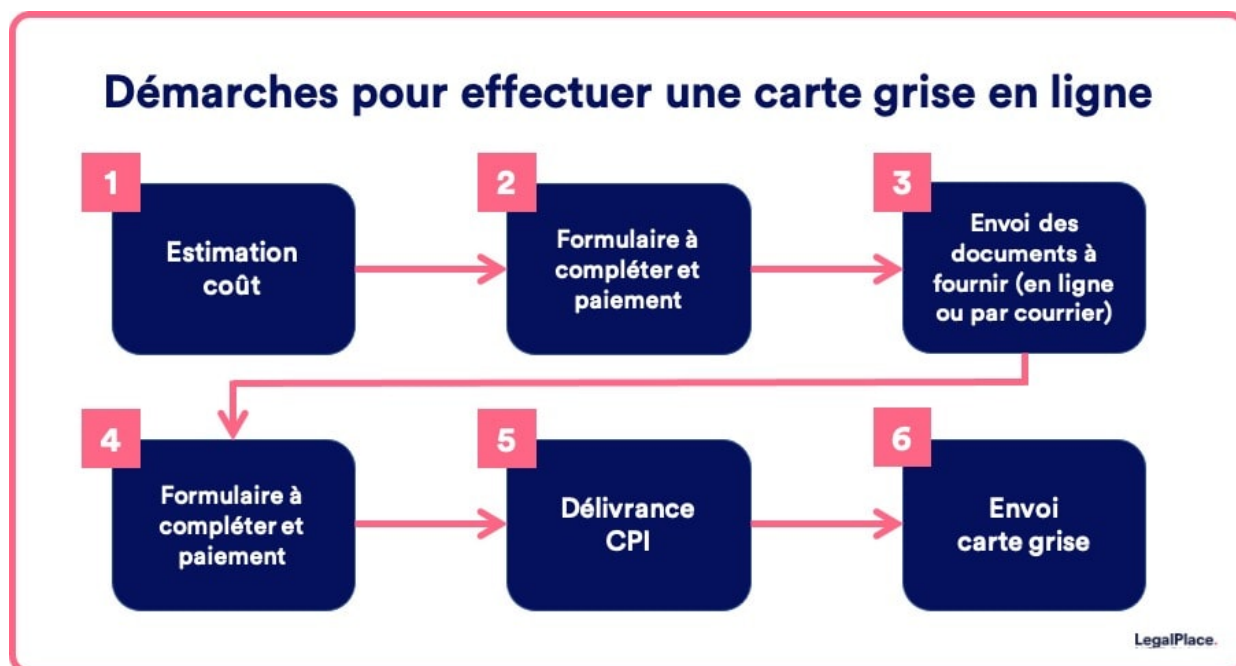 Démarches pour effectuer une carte grise en ligne
1
Estimation
coût
2
Formulaire à
compléter et
paiement
3
Envoi des
documents à
fournir (en ligne
ou par courrier)
4
Formulaire à
compléter et
paiement
5
Délivrance
CPI
6
Envoi
carte grise
LegalPlace.